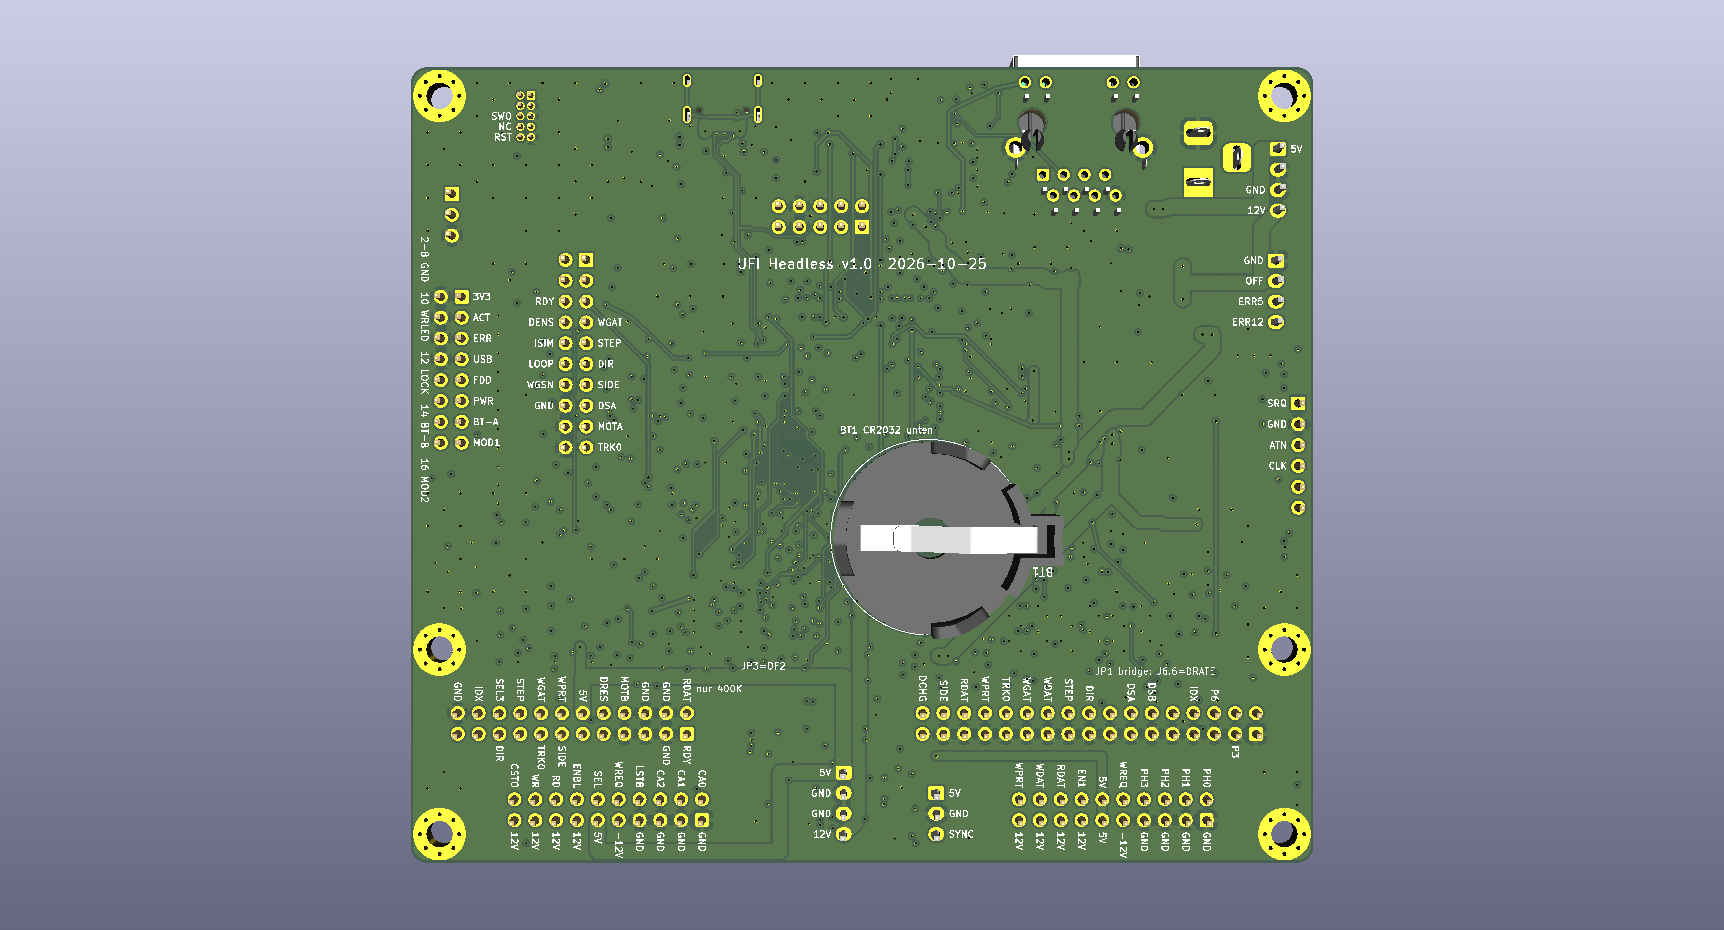 SWO
NC
RST
5V
GND
12V
UFI Headless v1.0 2026-10-25
GND
OFF
ERR5
ERR12
2-B GND 10 WRLED 12 LOCK 14 BT-B 16 MOU2
3V3
ACT
ERR
USB
FDD
PWR
BT-A
MOD1
RDY
DENS WGAT
ISIM STEP
LOOP DIR
WGSN SIDE
GND DSA
MOTA
TRK0
SRQ
GND
ATN
CLK
BT1 CR2032 unten
BT1
JP3=DF2
JP1 bridge; J6.6=DRATE
nur 400K
GND IDX SEL3 STEP WGAT WPRT 5V DRES MOTB GND GND RDAT
DIR TRK0 SIDE GND RDY
DCHG SIDE RDAT WPRT TRK0 WGAT WDAT STEP DIR DSA DSB IDX P6
P3
CSTO WR RD ENBL SEL WREQ LSTB CA2 CA1 CA0
12V 12V 12V 12V 5V -12V GND GND GND GND
5V
GND
GND
12V
5V
GND
SYNC
WPRT WDAT RDAT EN1 5V WREQ PH3 PH2 PH1 PH0
12V 12V 12V 12V 5V -12V GND GND GND GND